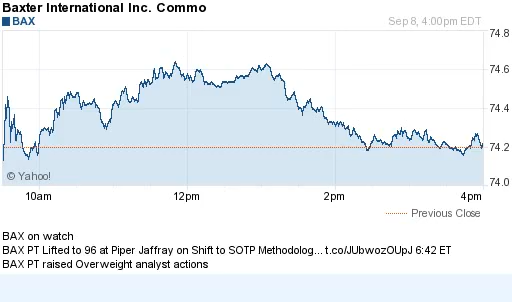 Baxter International Inc. Commo
BAX
Sep 8, 4:00pm EDT
74.8
74.6
74.4
74.2
74.0
© Yahoo!
10am 12pm 2pm 4pm
Previous Close
BAX on watch
BAX PT Lifted to 96 at Piper Jaffray on Shift to SOTP Methodolog... t.co/JUbwozOUpJ 6:42 ET
BAX PT raised Overweight analyst actions